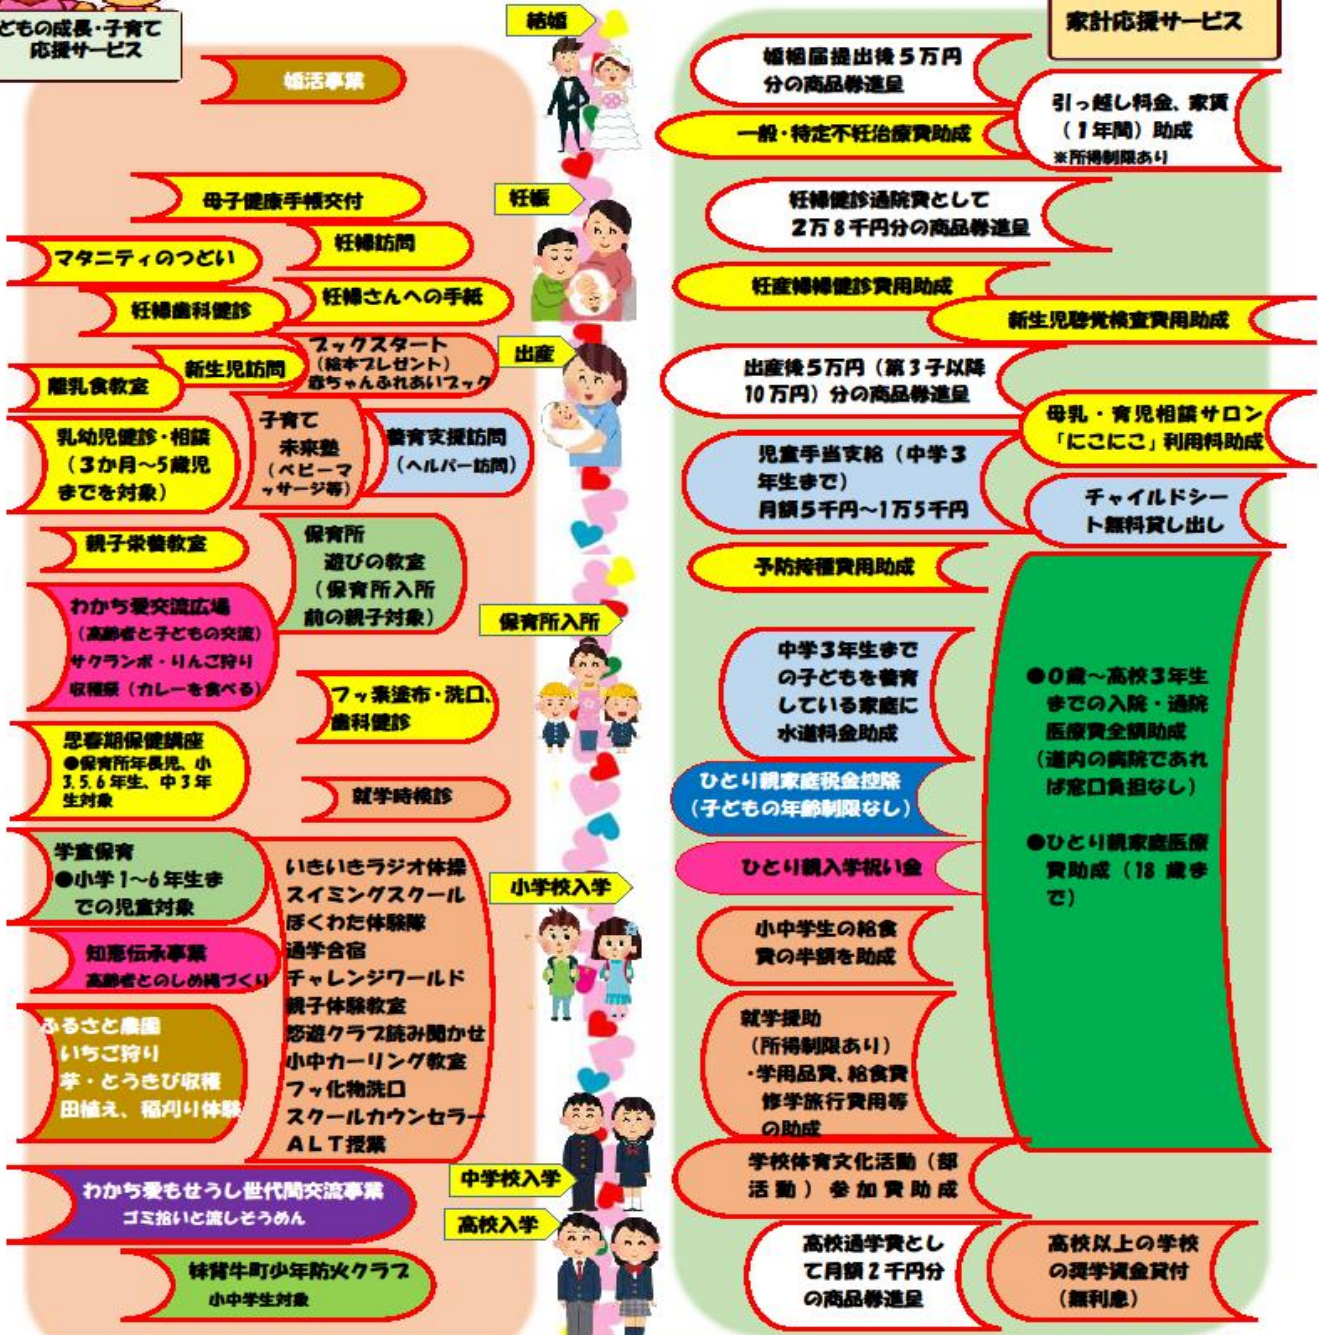 どもの成長・子育て
応援サービス
家計応援サービス
結婚
婚活事業
婚姻届提出後５万円
分の商品券進呈
引っ越し料金、家賃
（１年間）助成
※所得制限あり
一般・特定不妊治療費助成
妊娠
母子健康手帳交付
妊婦訪問
マタニティのつどい
妊婦さんへの手紙
妊婦歯科健診
妊婦健診通院費として
２万８千円分の商品券進呈
妊産婦健診費用助成
新生児聴覚検査費用助成
出産
ブックスタート
（絵本プレゼント）
赤ちゃんふれあいブック
新生児訪問
離乳食教室
子育て
未来塾
（ベビーマ
ッサージ等）
養育支援訪問
（ヘルパー訪問）
乳幼児健診・相談
（３か月～5歳児
までを対象）
出産後５万円（第３子以降
10万円）分の商品券進呈
母乳・育児相談サロン
「にこにこ」利用料助成
児童手当支給（中学３
年生まで）
月額５千円～１万５千円
チャイルドシー
ト無料貸し出し
親子栄養教室
保育所
遊びの教室
（保育所入所
前の親子対象）
予防接種費用助成
保育所入所
わかち愛交流広場
（高齢者と子どもの交流）
サクランボ・りんご狩り
収穫祭（カレーを食べる）
フッ素塗布・洗口、
歯科健診
思春期保健講座
●保育所年長児、小
3.5.6年生、中３年
生対象
就学時検診
中学３年生まで
の子どもを養育
している家庭に
水道料金助成
●０歳～高校３年生
までの入院・通院
医療費全額助成
（道内の病院であれ
ば窓口負担なし）
●ひとり親家庭医療
費助成（18歳ま
で）
ひとり親家庭税金控除
（子どもの年齢制限なし）
ひとり親入学祝い金
小学校入学
学童保育
●小学1～6年生ま
での児童対象
知恵伝承事業
高齢者とのしめ縄づくり
いきいきラジオ体操
スイミングスクール
ぼくわた体験隊
通学合宿
チャレンジワールド
親子体験教室
悠遊クラブ読み聞かせ
小中カーリング教室
フッ化物洗口
スクールカウンセラー
ＡＬＴ授業
ふるさと農園
いちご狩り
芋・とうきび収穫
田植え、稲刈り体験
小中学生の給食
費の半額を助成
就学援助
（所得制限あり）
・学用品費、給食費
修学旅行費用等
の助成
中学校入学
学校体育文化活動（部
活動）参加費助成
わかち愛もせうし世代間交流事業
ゴミ拾いと流しそうめん
高校入学
妹背牛町少年防火クラブ
小中学生対象
高校通学費とし
て月額２千円分
の商品券進呈
高校以上の学校
の奨学資金貸付
（無利息）